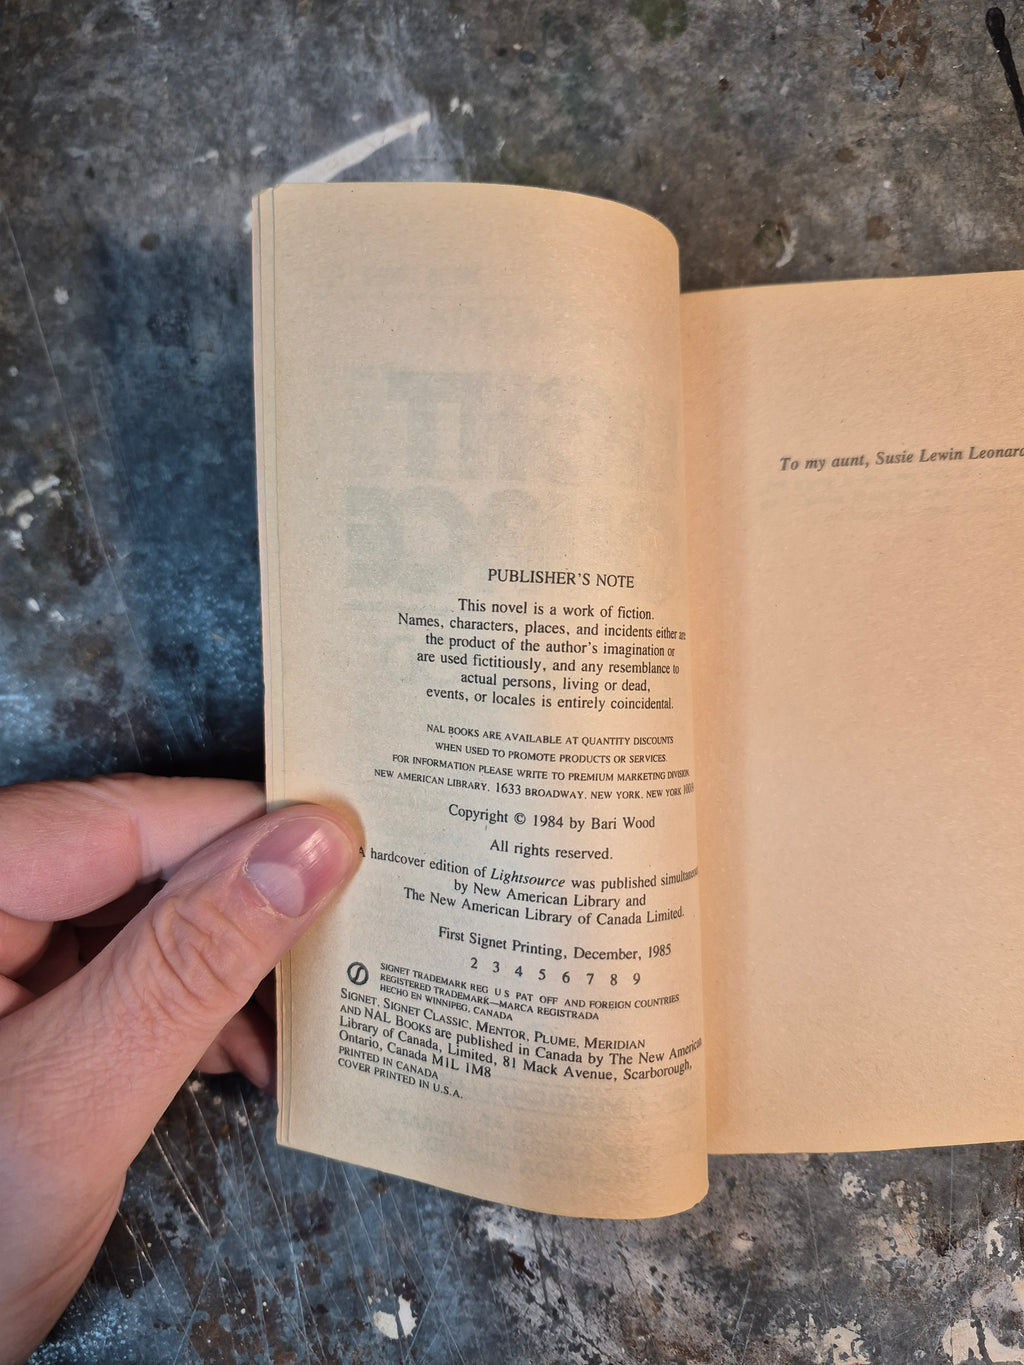 PUBLISHER'S NOTE
This novel is a work of fiction.
Names, characters, places, and incidents either are
the product of the author's imagination or
are used fictitiously, and any resemblance to
actual persons, living or dead,
events, or locales is entirely coincidental.
NAL BOOKS ARE AVAILABLE AT QUANTITY DISCOUNTS
WHEN USED TO PROMOTE PRODUCTS OR SERVICES.
FOR INFORMATION PLEASE WRITE TO PREMIUM MARKETING DIVISION.
NEW AMERICAN LIBRARY, 1633 BROADWAY, NEW YORK, NEW YORK
Copyright © 1984 by Bari Wood
All rights reserved.
A hardcover edition of Lightsource was published
by New American Library and
The New American Library of Canada Limited.
First Signet Printing, December, 1985
2 3 4 5 6 7 8 9
SIGNET TRADEMARK REG U S PAT OFF AND FOREIGN COUNTRIES
REGISTERED TRADEMARK—MARCA REGISTRADA
HECHO EN WINNIPEG, CANADA
SIGNET, SIGNET CLASSIC, MENTOR, PLUME, MERIDIAN
AND NAL BOOKS are published in Canada by The New American
Library of Canada, Limited, 81 Mack Avenue, Scarborough,
Ontario, Canada M1L 1M8
PRINTED IN CANADA
COVER PRINTED IN U.S.A.
To my aunt, Susie Lewin Leonard